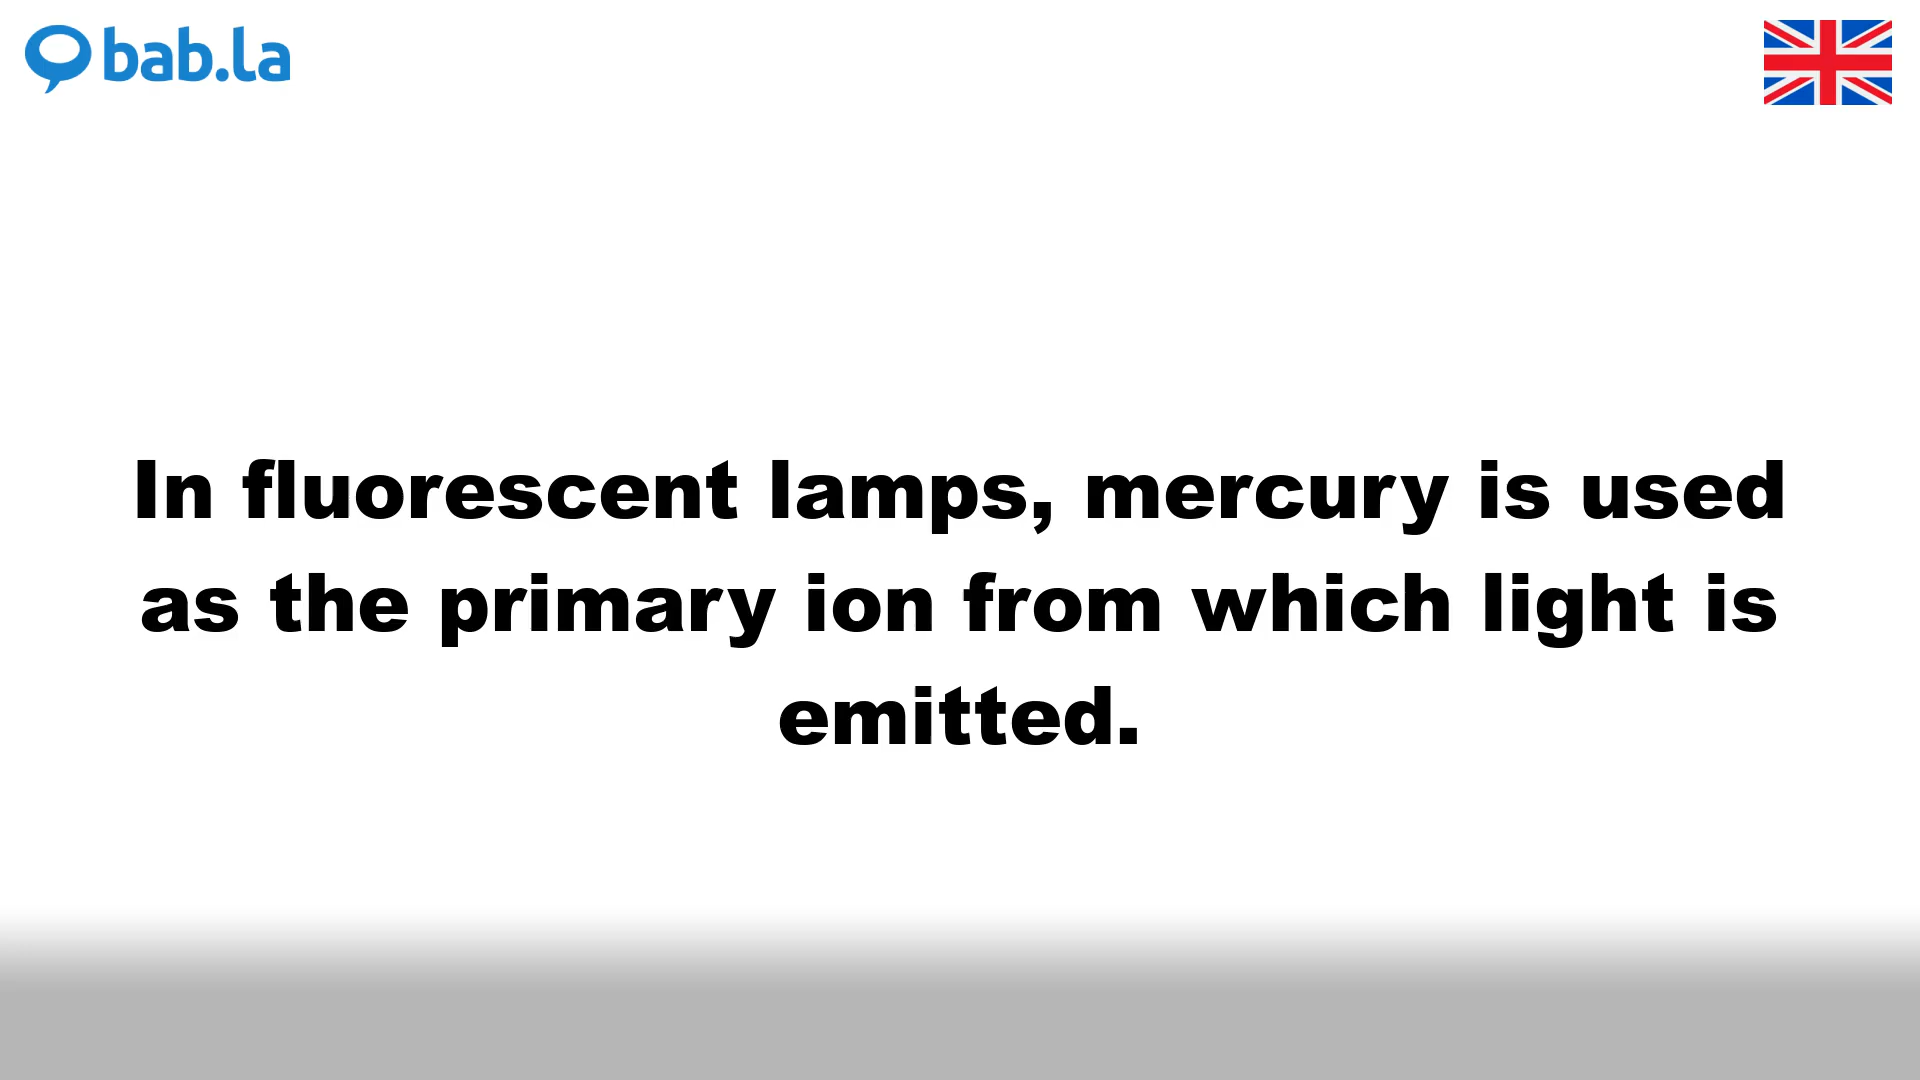 bab.la
In fluorescent lamps, mercury is used
as the primary ion from which light is
emitted.